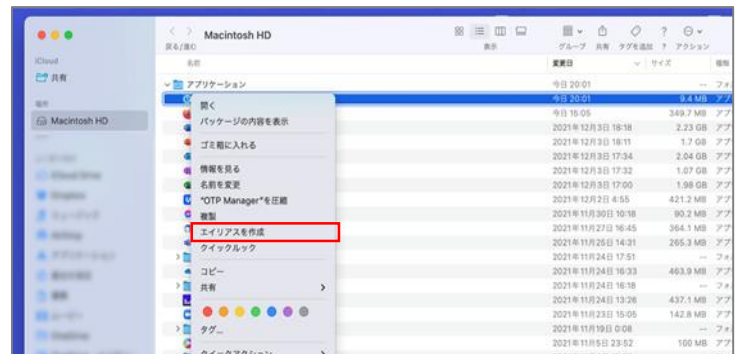 Macintosh HD
戻る/進む
表示
グループ 共有 タグを追加 ? アクション
iCloud
共有
場所
Macintosh HD
名前 変更日 サイズ 種類
アプリケーション 今日 20:01 --
今日 20:01 9.4 MB
今日 15:05 349.7 MB
2021年12月3日 18:18 2.23 GB
2021年12月3日 18:11 1.7 GB
2021年12月3日 17:34 2.04 GB
2021年12月3日 17:32 1.07 GB
2021年12月3日 17:00 1.98 GB
2021年12月2日 4:55 421.2 MB
2021年11月30日 10:18 90.2 MB
2021年11月27日 16:45 364.1 MB
2021年11月25日 14:31 265.3 MB
2021年11月24日 17:51 --
2021年11月24日 16:33 463.9 MB
2021年11月24日 16:18 --
2021年11月24日 13:28 437.1 MB
2021年11月23日 15:05 142.8 MB
2021年11月19日 0:08 --
2021年11月5日 23:52 100 MB
開く
パッケージの内容を表示
ゴミ箱に入れる
情報を見る
名前を変更
"OTP Manager"を圧縮
複製
エイリアスを作成
クイックルック
コピー
共有
タグ...
クイックアクション